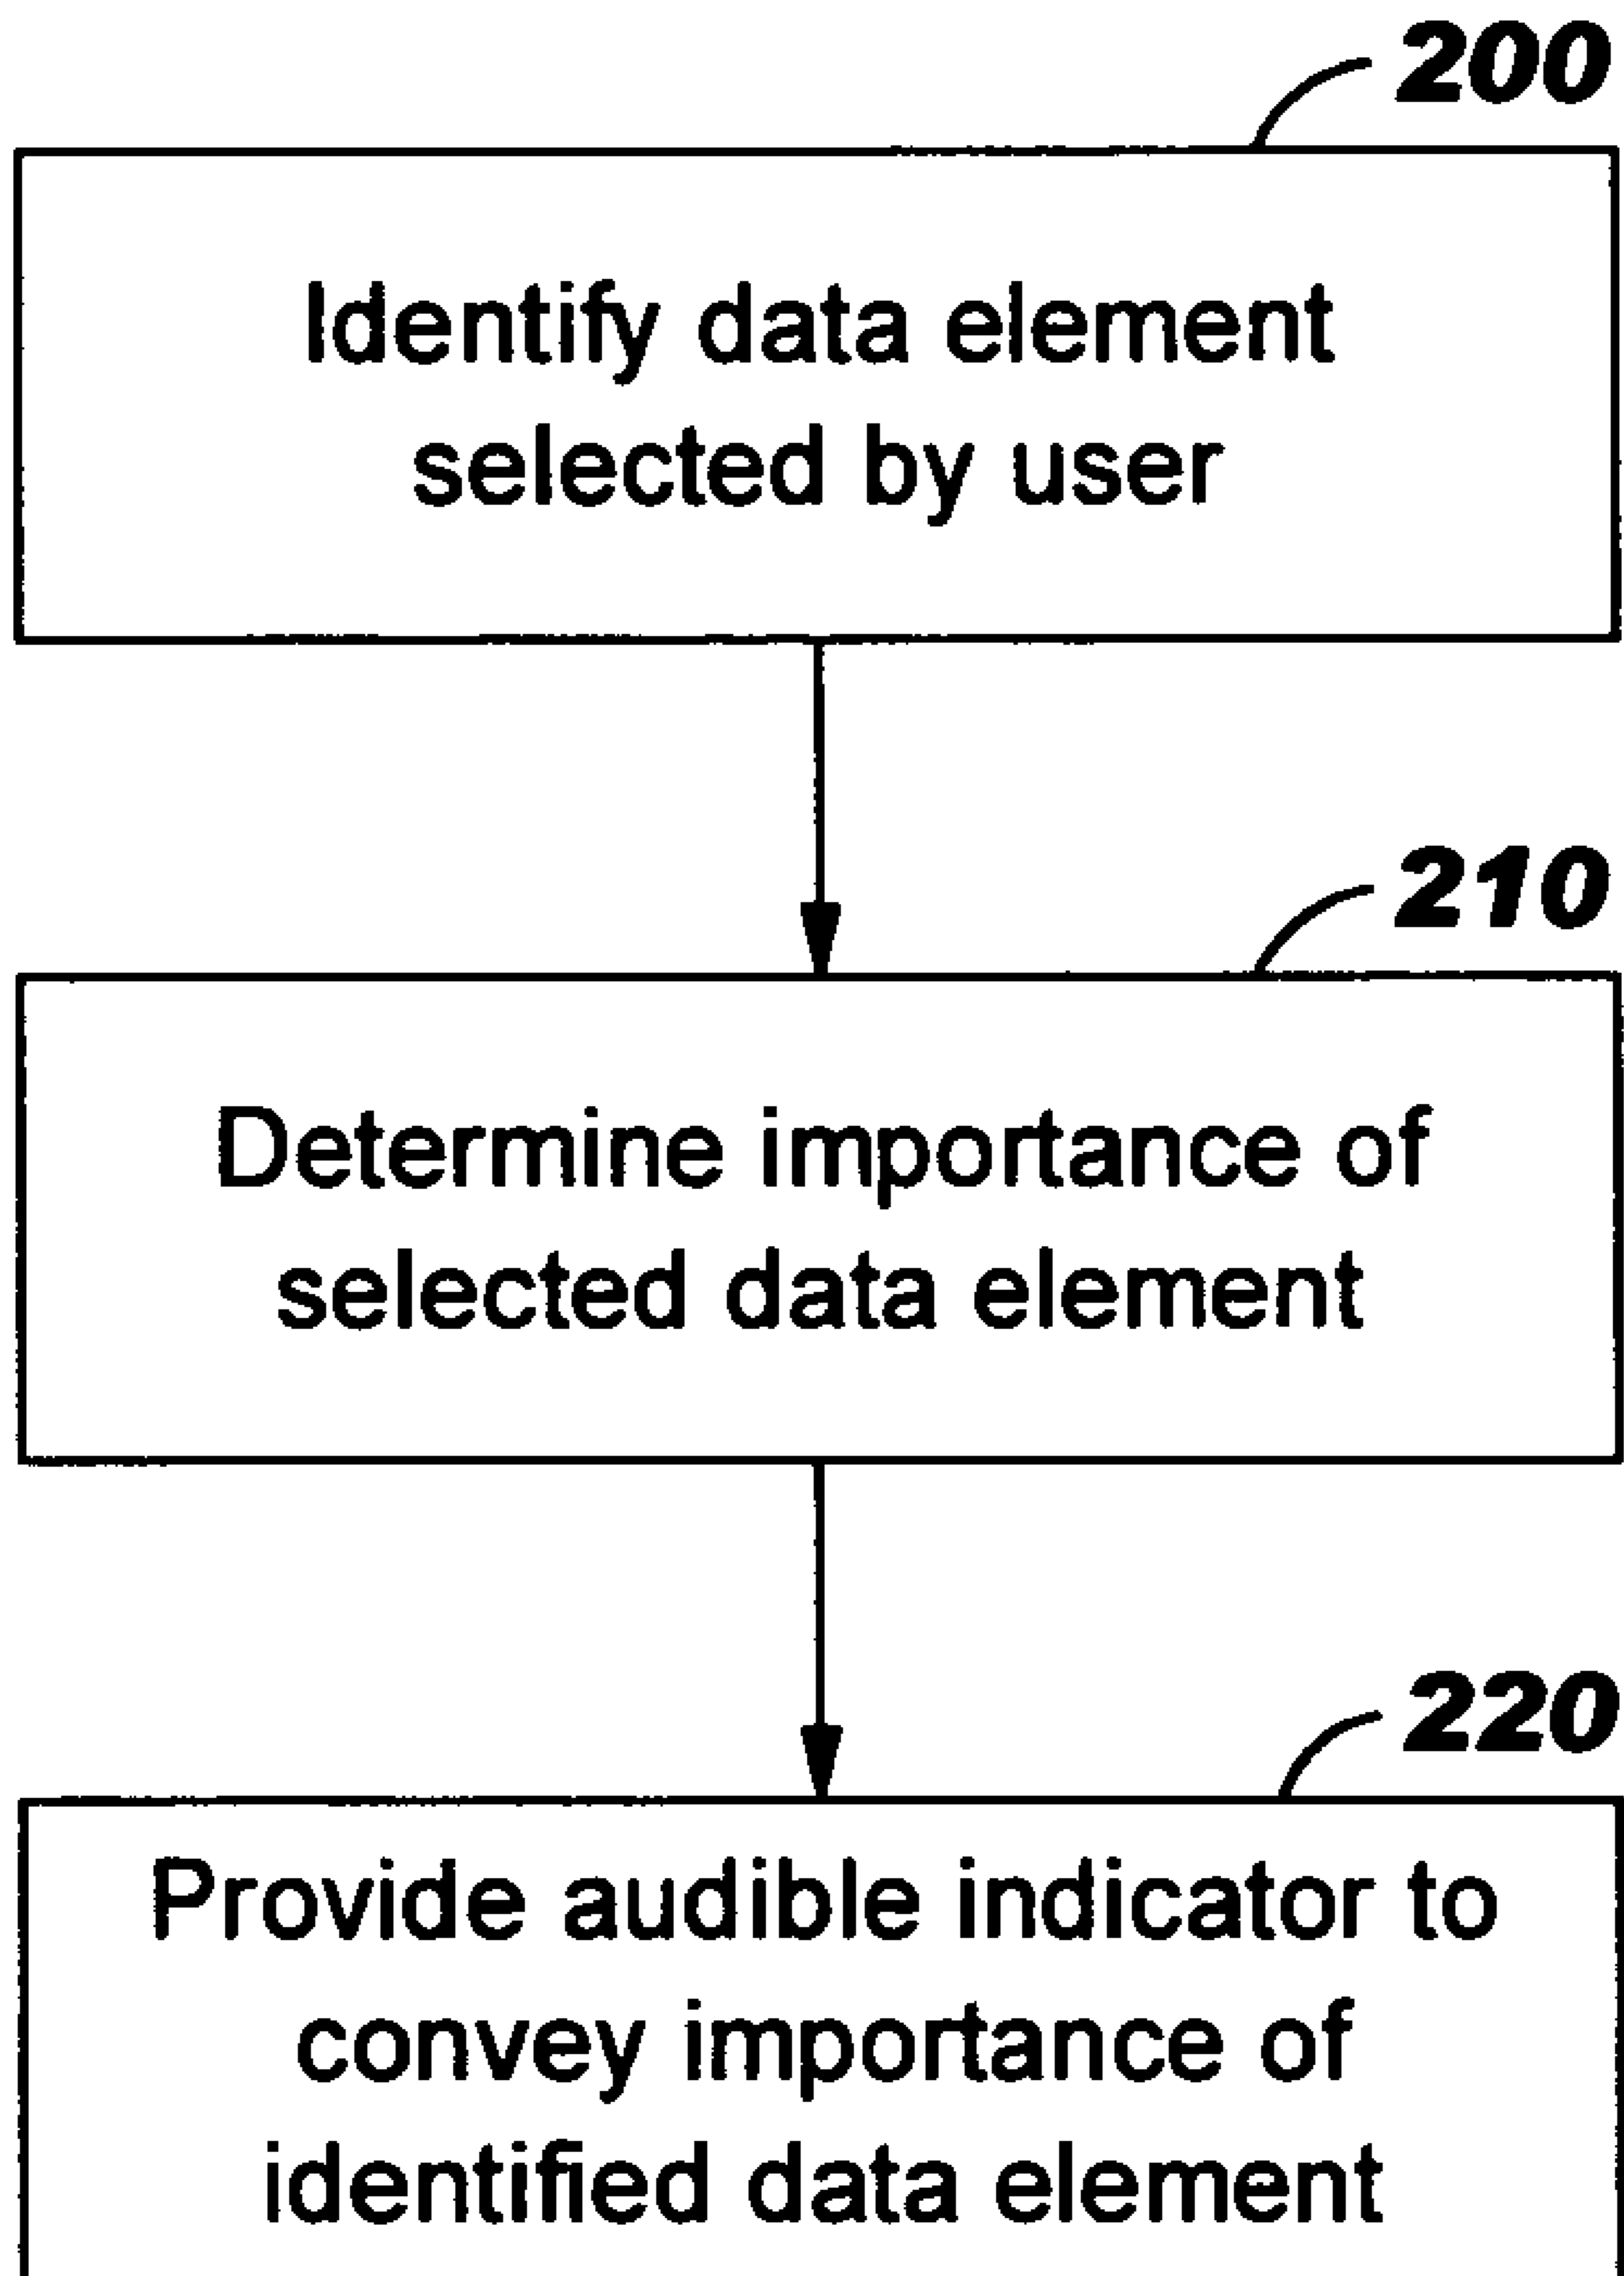 200
Identify data element
selected by user
210
Determine importance of
selected data element
220
Provide audible indicator to
convey importance of
identified data element